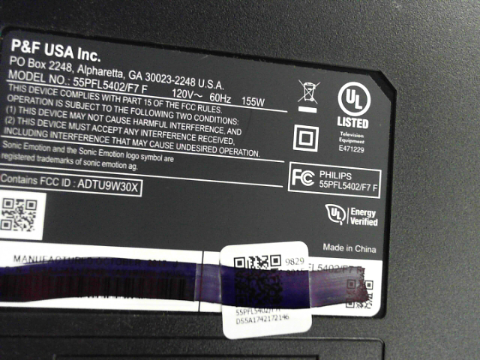 P&F USA Inc.
PO Box 2248, Alpharetta, GA 30023-2248 U.S.A.
MODEL NO.: 55PFL5402/F7 F
120V~ 60Hz 155W
THIS DEVICE COMPLIES WITH PART 15 OF THE FCC RULES.
OPERATION IS SUBJECT TO THE FOLLOWING TWO CONDITIONS:
(1) THIS DEVICE MAY NOT CAUSE HARMFUL INTERFERENCE, AND
(2) THIS DEVICE MUST ACCEPT ANY INTERFERENCE
RECEIVED, INCLUDING INTERFERENCE THAT MAY
CAUSE UNDESIRED OPERATION.
Sonic Emotion and the Sonic Emotion logo symbol are
registered trademarks of sonic emotion ag.
Contains FCC ID : ADTU9W30X
UL
LISTED
Television
Equipment
E471229
FC PHILIPS
55PFL5402/F7 F
UL Energy
Verified
Made in China
9829
55PFL5402/F7
D55A1742172196